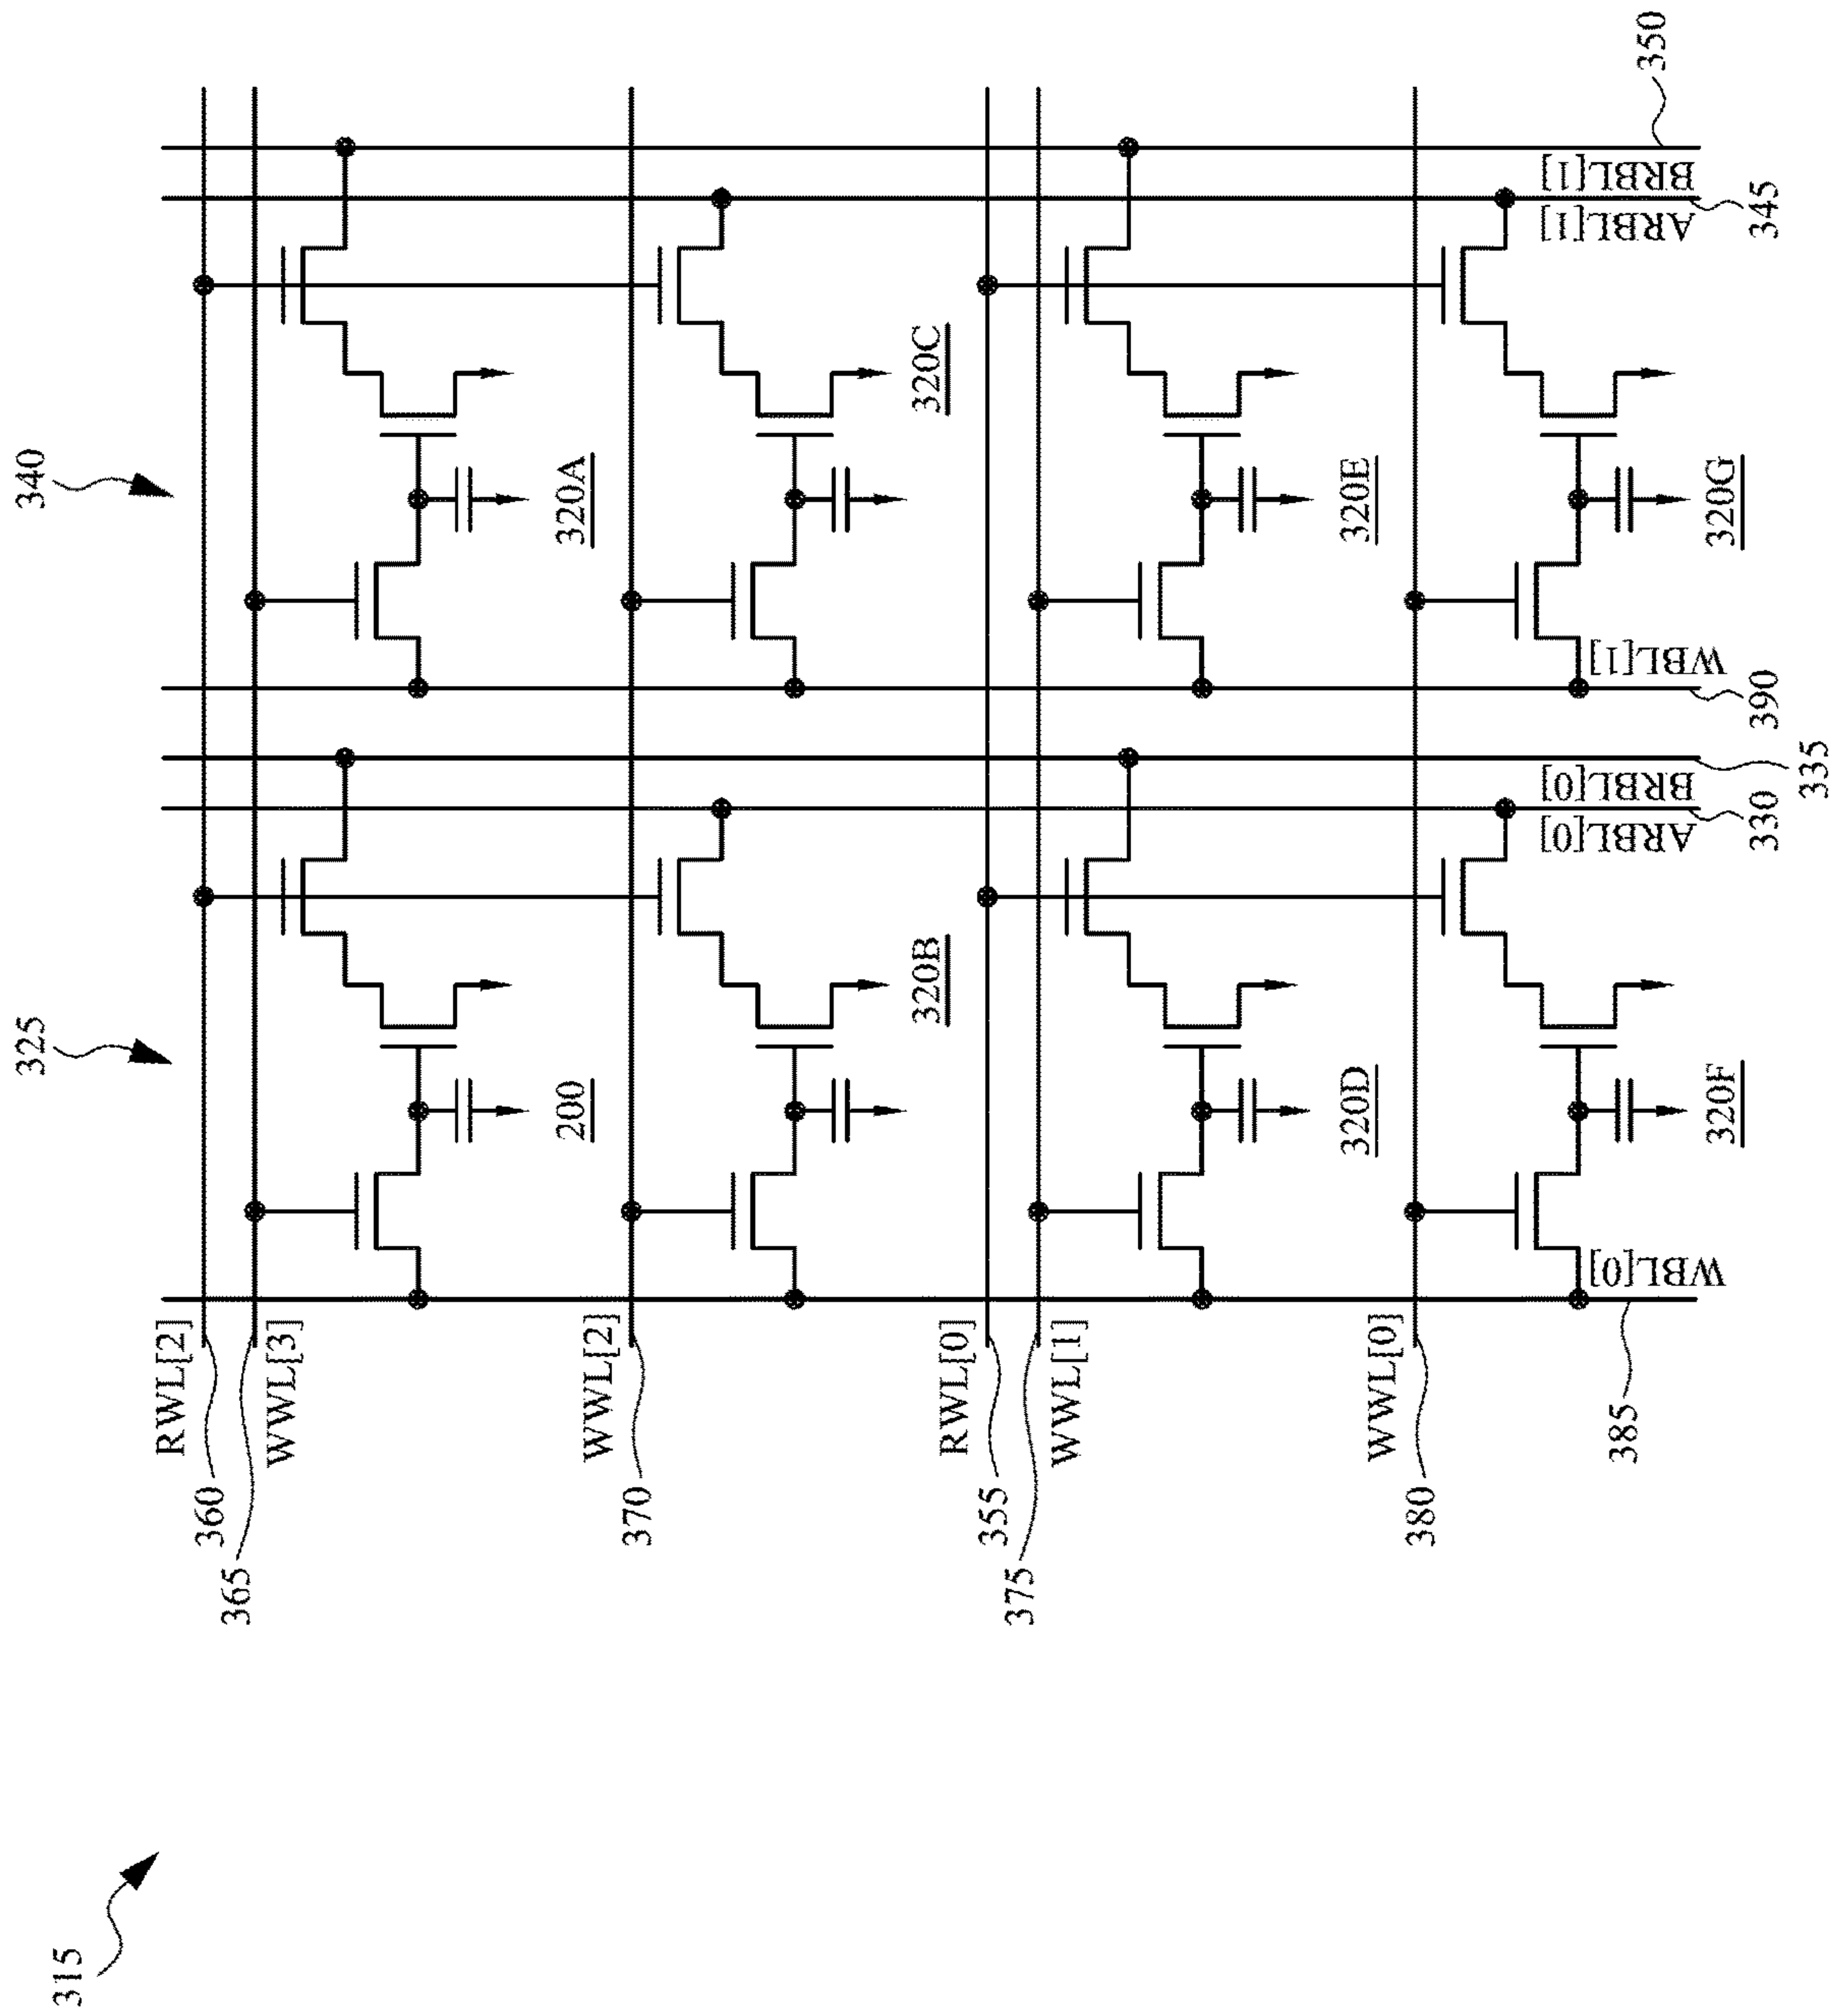 340
350
325
RWL[2]
360
365
WWL[3]
200
320A
WWL[2]
370
320B
320C
RWL[0]
355
375
WWL[1]
320D
320E
WWL[0]
380
320F
320G
WBL[0]
385
ARBL[0]
330
BRBL[0]
335
WBL[1]
390
ARBL[1]
345
BRBL[1]
315